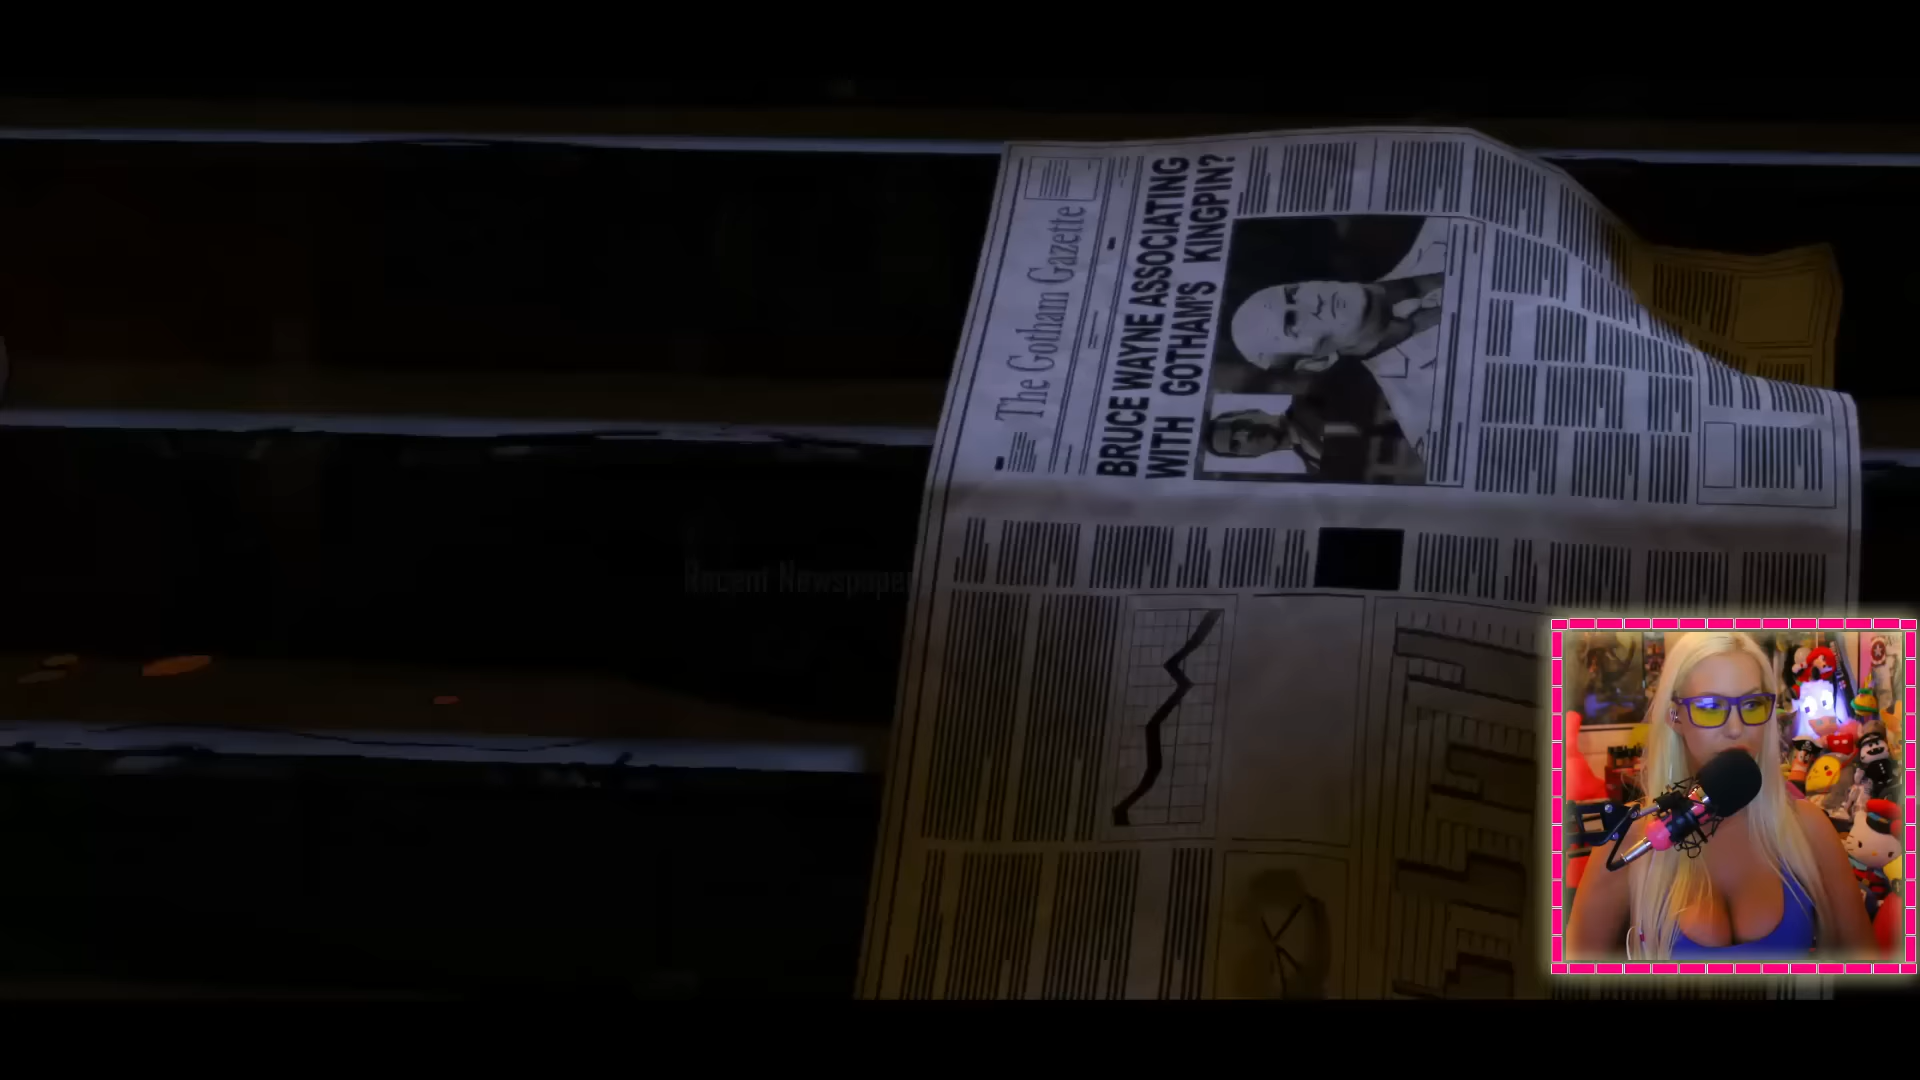 The Gotham Gazette
BRUCE WAYNE ASSOCIATING
WITH GOTHAM'S KINGPIN?
Recent Newspaper